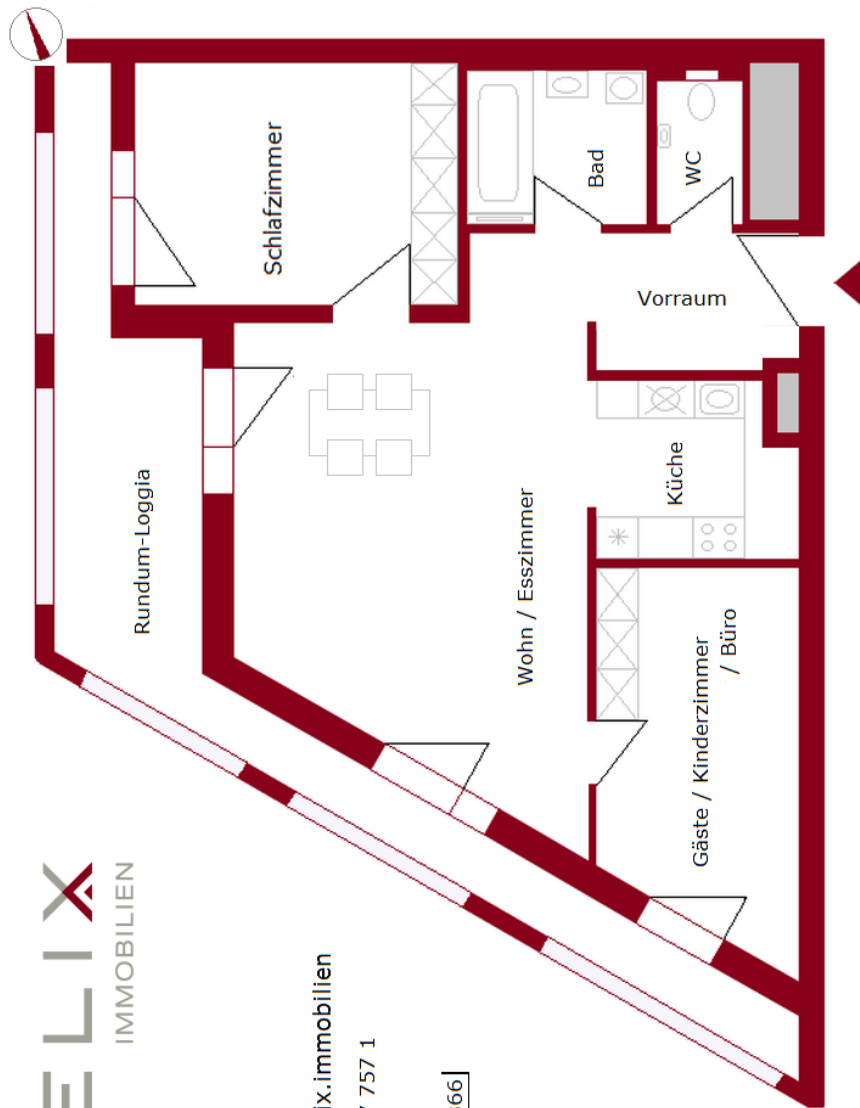 Schlafzimmer
Bad
WC
Vorraum
Küche
Rundum-Loggia
Wohn / Esszimmer
Gäste / Kinderzimmer
/ Büro
ELIX
IMMOBILIEN
ix.immobilien
757 1
66